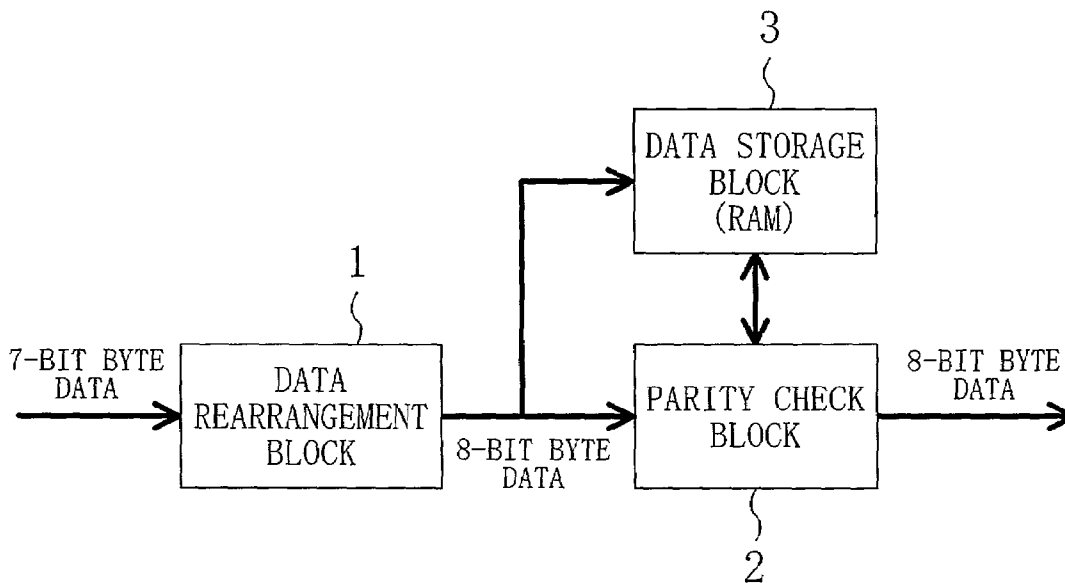 3
DATA STORAGE
BLOCK
(RAM)
1
7-BIT BYTE
DATA
DATA
REARRANGEMENT
BLOCK
8-BIT BYTE
DATA
PARITY CHECK
BLOCK
8-BIT BYTE
DATA
2